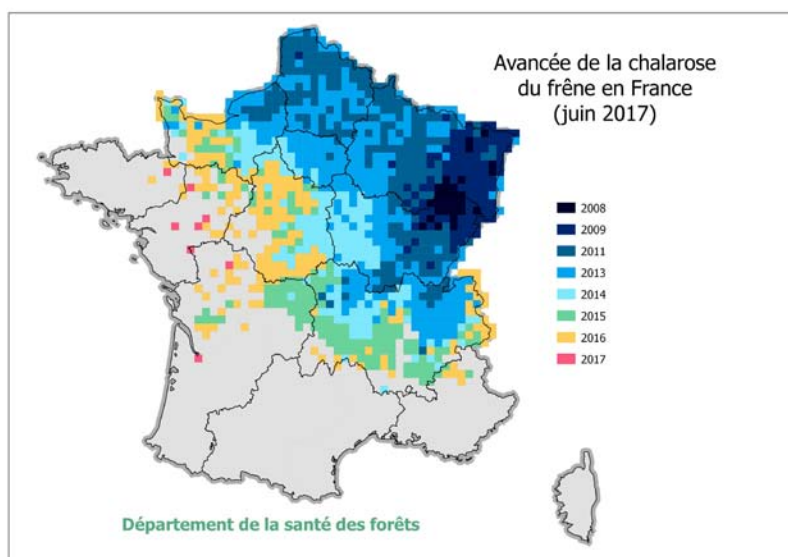 Avancée de la chalarose
du frêne en France
(juin 2017)
2008
2009
2011
2013
2014
2015
2016
2017
Département de la santé des forêts